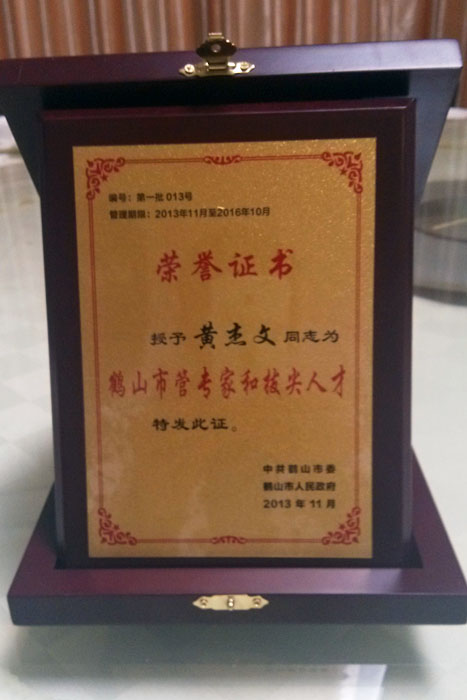 编号：第一批 013号
管理期限：2013年11月至2016年10月
荣誉证书
授予 黄杰文 同志为
鹤山市管专家和拔尖人才
特发此证。
中共鹤山市委
鹤山市人民政府
2013 年 11 月